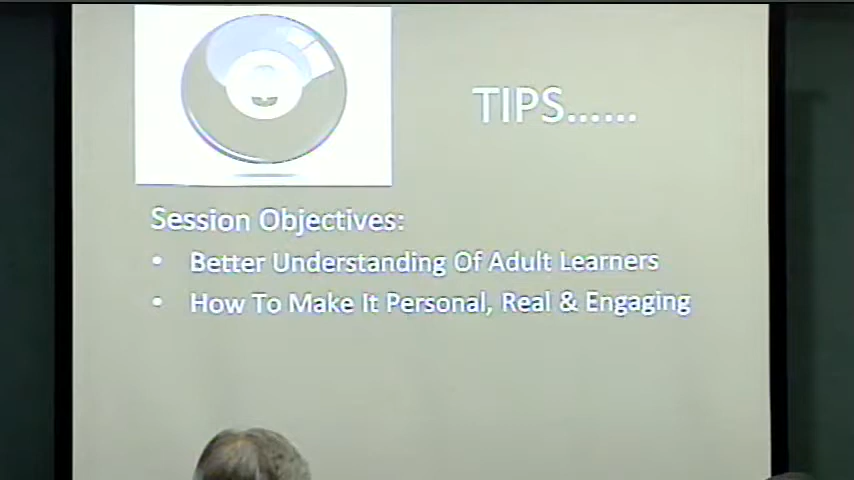 TIPS......
Session Objectives:
• Better Understanding Of Adult Learners
• How To Make It Personal, Real & Engaging